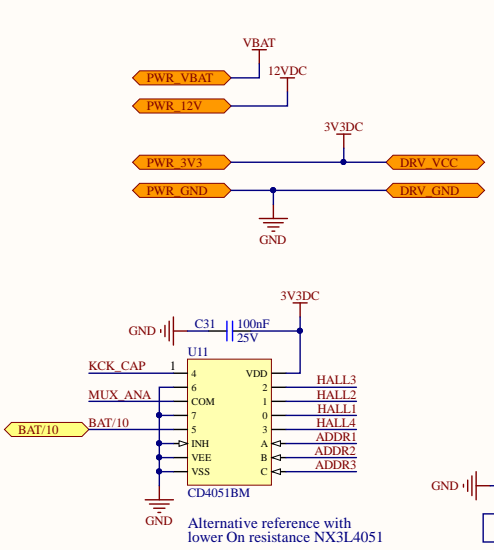 VBAT
12VDC
PWR_VBAT
PWR_12V
3V3DC
PWR_3V3
DRV_VCC
PWR_GND
DRV_GND
GND
3V3DC
GND
C31
100nF
25V
U11
KCK_CAP
1
4
VDD
6
2
HALL3
MUX_ANA
COM
1
HALL2
7
0
HALL1
BAT/10
BAT/10
5
3
HALL4
INH
A
ADDR1
VEE
B
ADDR2
VSS
C
ADDR3
GND
CD4051BM
GND
Alternative reference with
lower On resistance NX3L4051